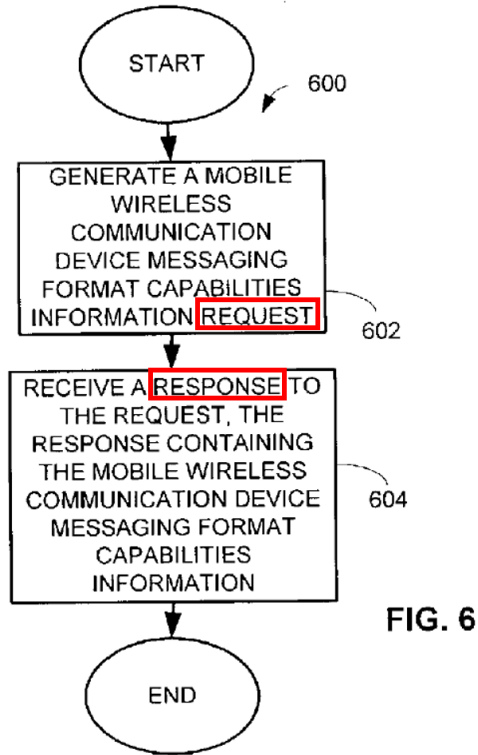 START
600
GENERATE A MOBILE
WIRELESS
COMMUNICATION
DEVICE MESSAGING
FORMAT CAPABILITIES
INFORMATION REQUEST
602
RECEIVE A RESPONSE TO
THE REQUEST, THE
RESPONSE CONTAINING
THE MOBILE WIRELESS
COMMUNICATION DEVICE
MESSAGING FORMAT
CAPABILITIES
INFORMATION
604
FIG. 6
END